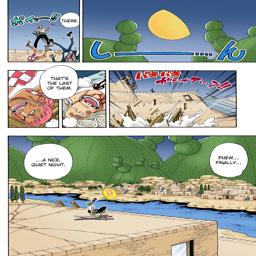 THERE.
THAT'S
THE LAST
OF THEM.
PHEW...
FINALLY...
...A NICE,
QUIET NIGHT.